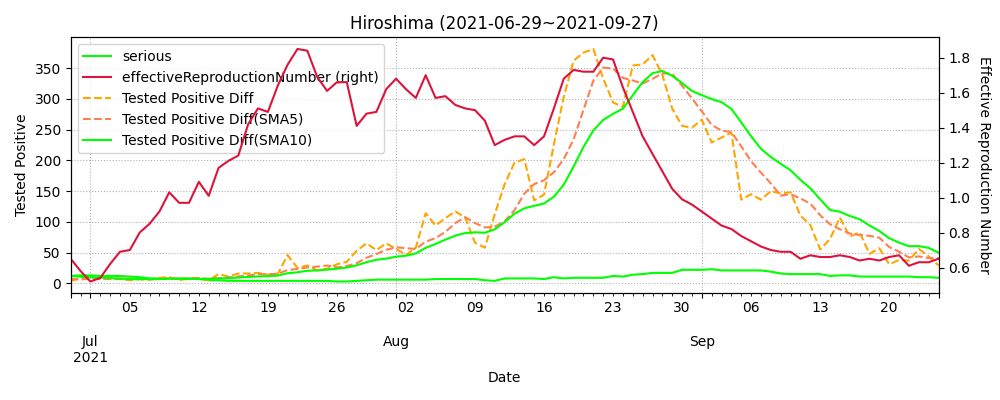 Hiroshima (2021-06-29~2021-09-27)
serious
effectiveReproductionNumber (right)
Tested Positive Diff
Tested Positive Diff(SMA5)
Tested Positive Diff(SMA10)
Tested Positive
350
300
250
200
150
100
50
0
1.8
1.6
1.4
1.2
1.0
0.8
0.6
Effective Reproduction Number
05 12 19 26 02 09 16 23 30 06 13 20
Jul Aug Sep
2021
Date